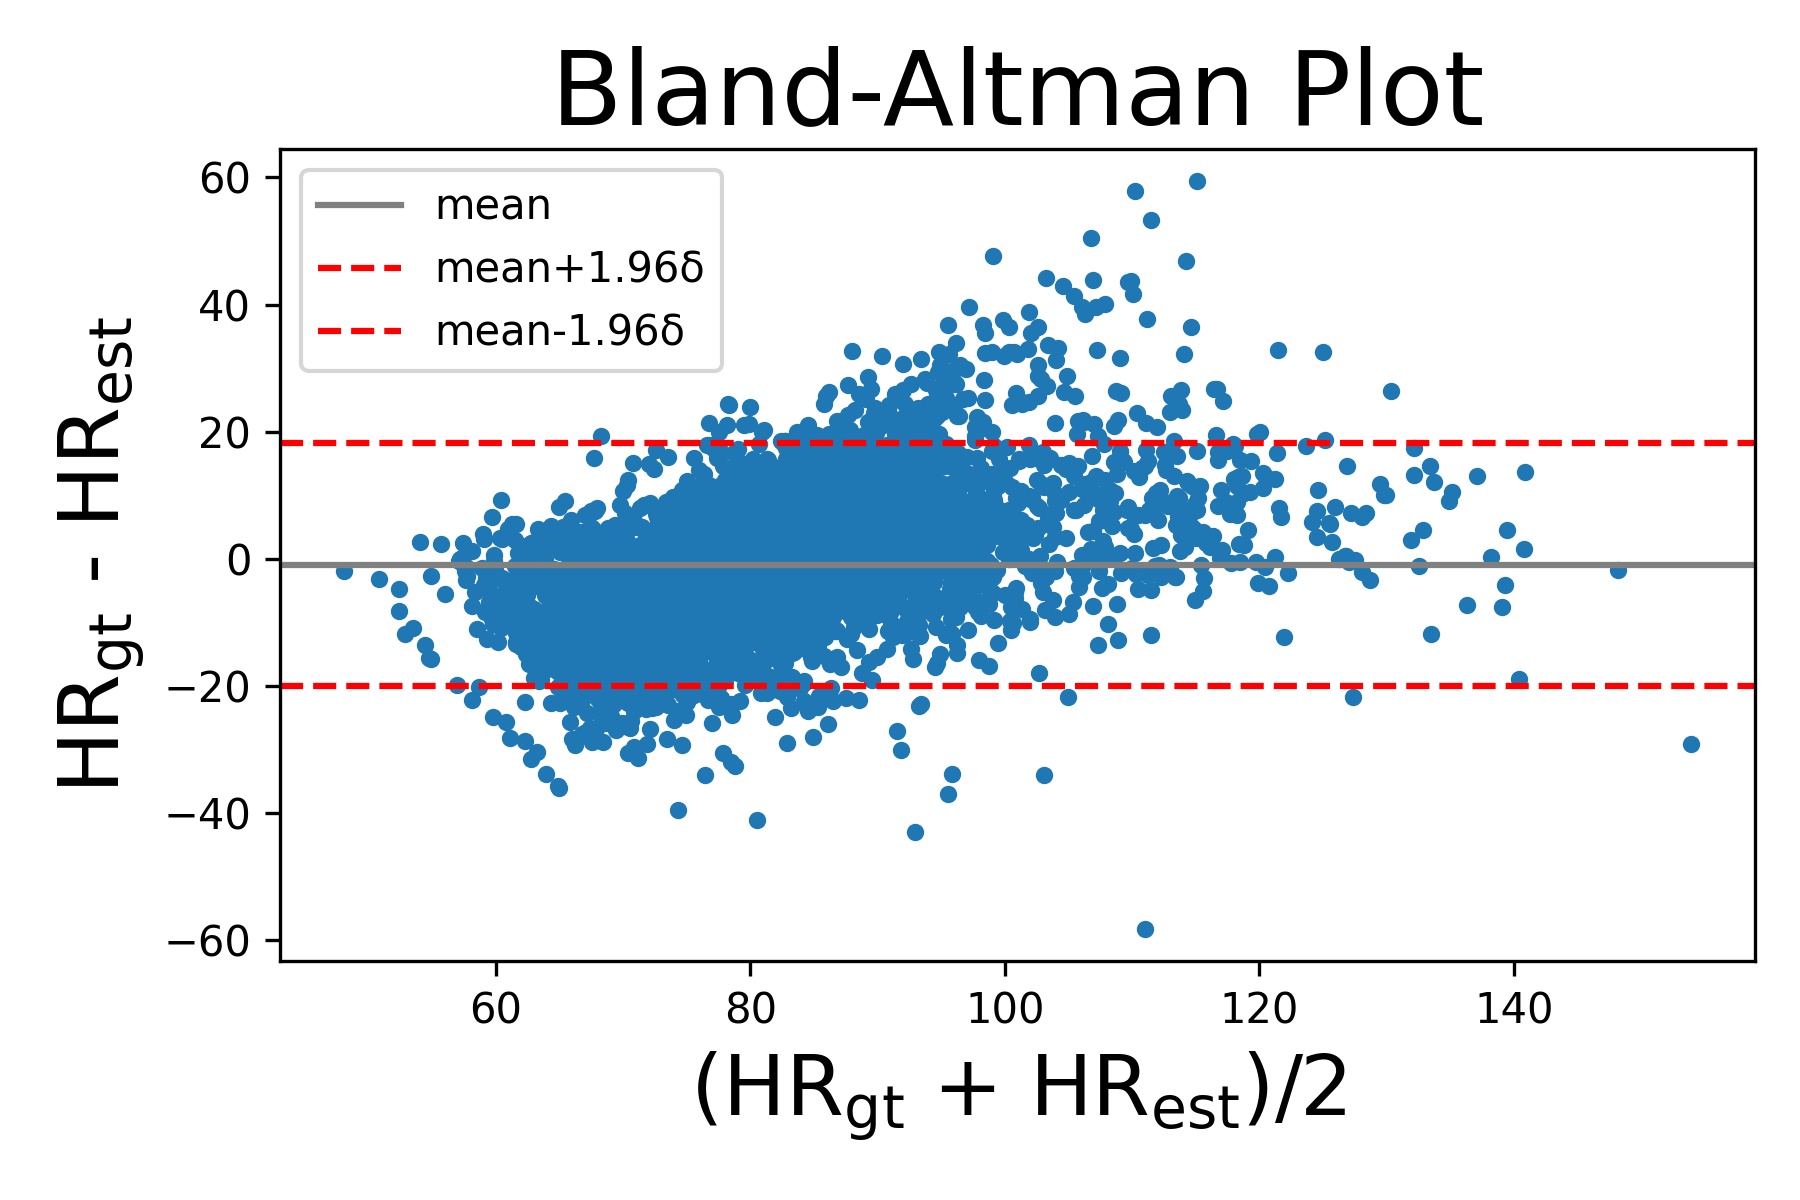 Bland-Altman Plot
mean
mean+1.96δ
mean-1.96δ
60
40
20
0
−20
−40
−60
HRgt - HRest
60 80 100 120 140
(HRgt + HRest)/2